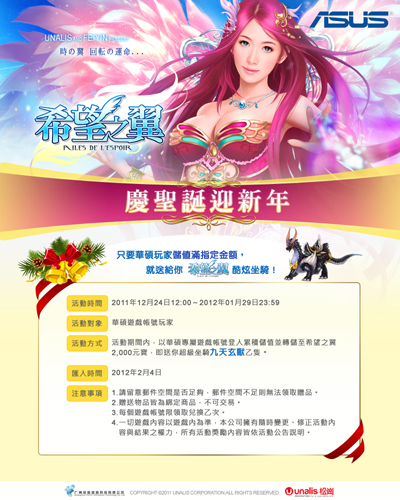 ASUS
UNALIS
時の翼 回転の運命...
希望之翼
AILES DE L'ESPOIR
慶聖誕迎新年
只要華碩玩家儲值滿指定金額，
就送給你 希望之翼 酷炫坐騎！
活動時間 2011年12月24日12:00～2012年01月29日23:59
活動對象 華碩遊戲帳號玩家
活動方式 活動期間內，以華碩專屬遊戲帳號登入累積儲值並轉儲至希望之翼
2,000元寶，即送你超級坐騎九天玄獸乙隻。
匯入時間 2012年2月4日
注意事項 1.請留意郵件空間是否足夠，郵件空間不足則無法領取贈品。
2.贈送物品皆為綁定商品，不可交易。
3.每個遊戲帳號限領取兌換乙次。
4.一切遊戲內容以遊戲內為準，本公司擁有隨時變更、修正活動內
容與結果之權力，所有活動獎勵內容皆依活動公告說明。
COPYRIGHT ©2011 UNALIS CORPORATION.ALL RIGHTS RESERVED.
unalis 松崗